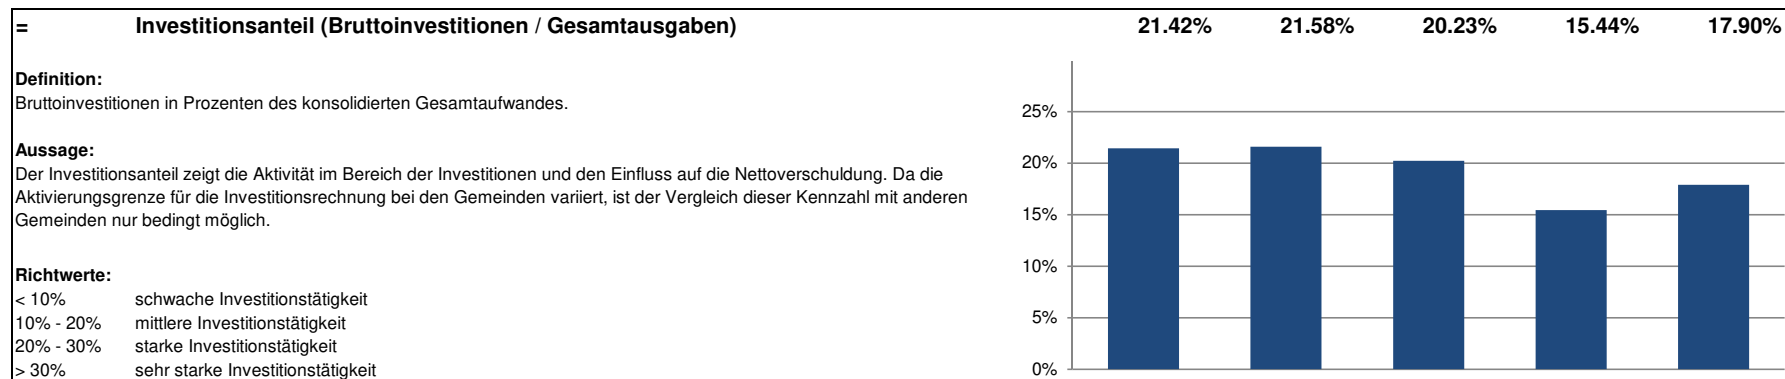 = Investitionsanteil (Bruttoinvestitionen / Gesamtausgaben) 21.42% 21.58% 20.23% 15.44% 17.90%
Definition:
Bruttoinvestitionen in Prozenten des konsolidierten Gesamtaufwandes.
Aussage:
Der Investitionsanteil zeigt die Aktivität im Bereich der Investitionen und den Einfluss auf die Nettoverschuldung. Da die
Aktivierungsgrenze für die Investitionsrechnung bei den Gemeinden variiert, ist der Vergleich dieser Kennzahl mit anderen
Gemeinden nur bedingt möglich.
Richtwerte:
< 10% schwache Investitionstätigkeit
10% - 20% mittlere Investitionstätigkeit
20% - 30% starke Investitionstätigkeit
> 30% sehr starke Investitionstätigkeit
25%
20%
15%
10%
5%
0%